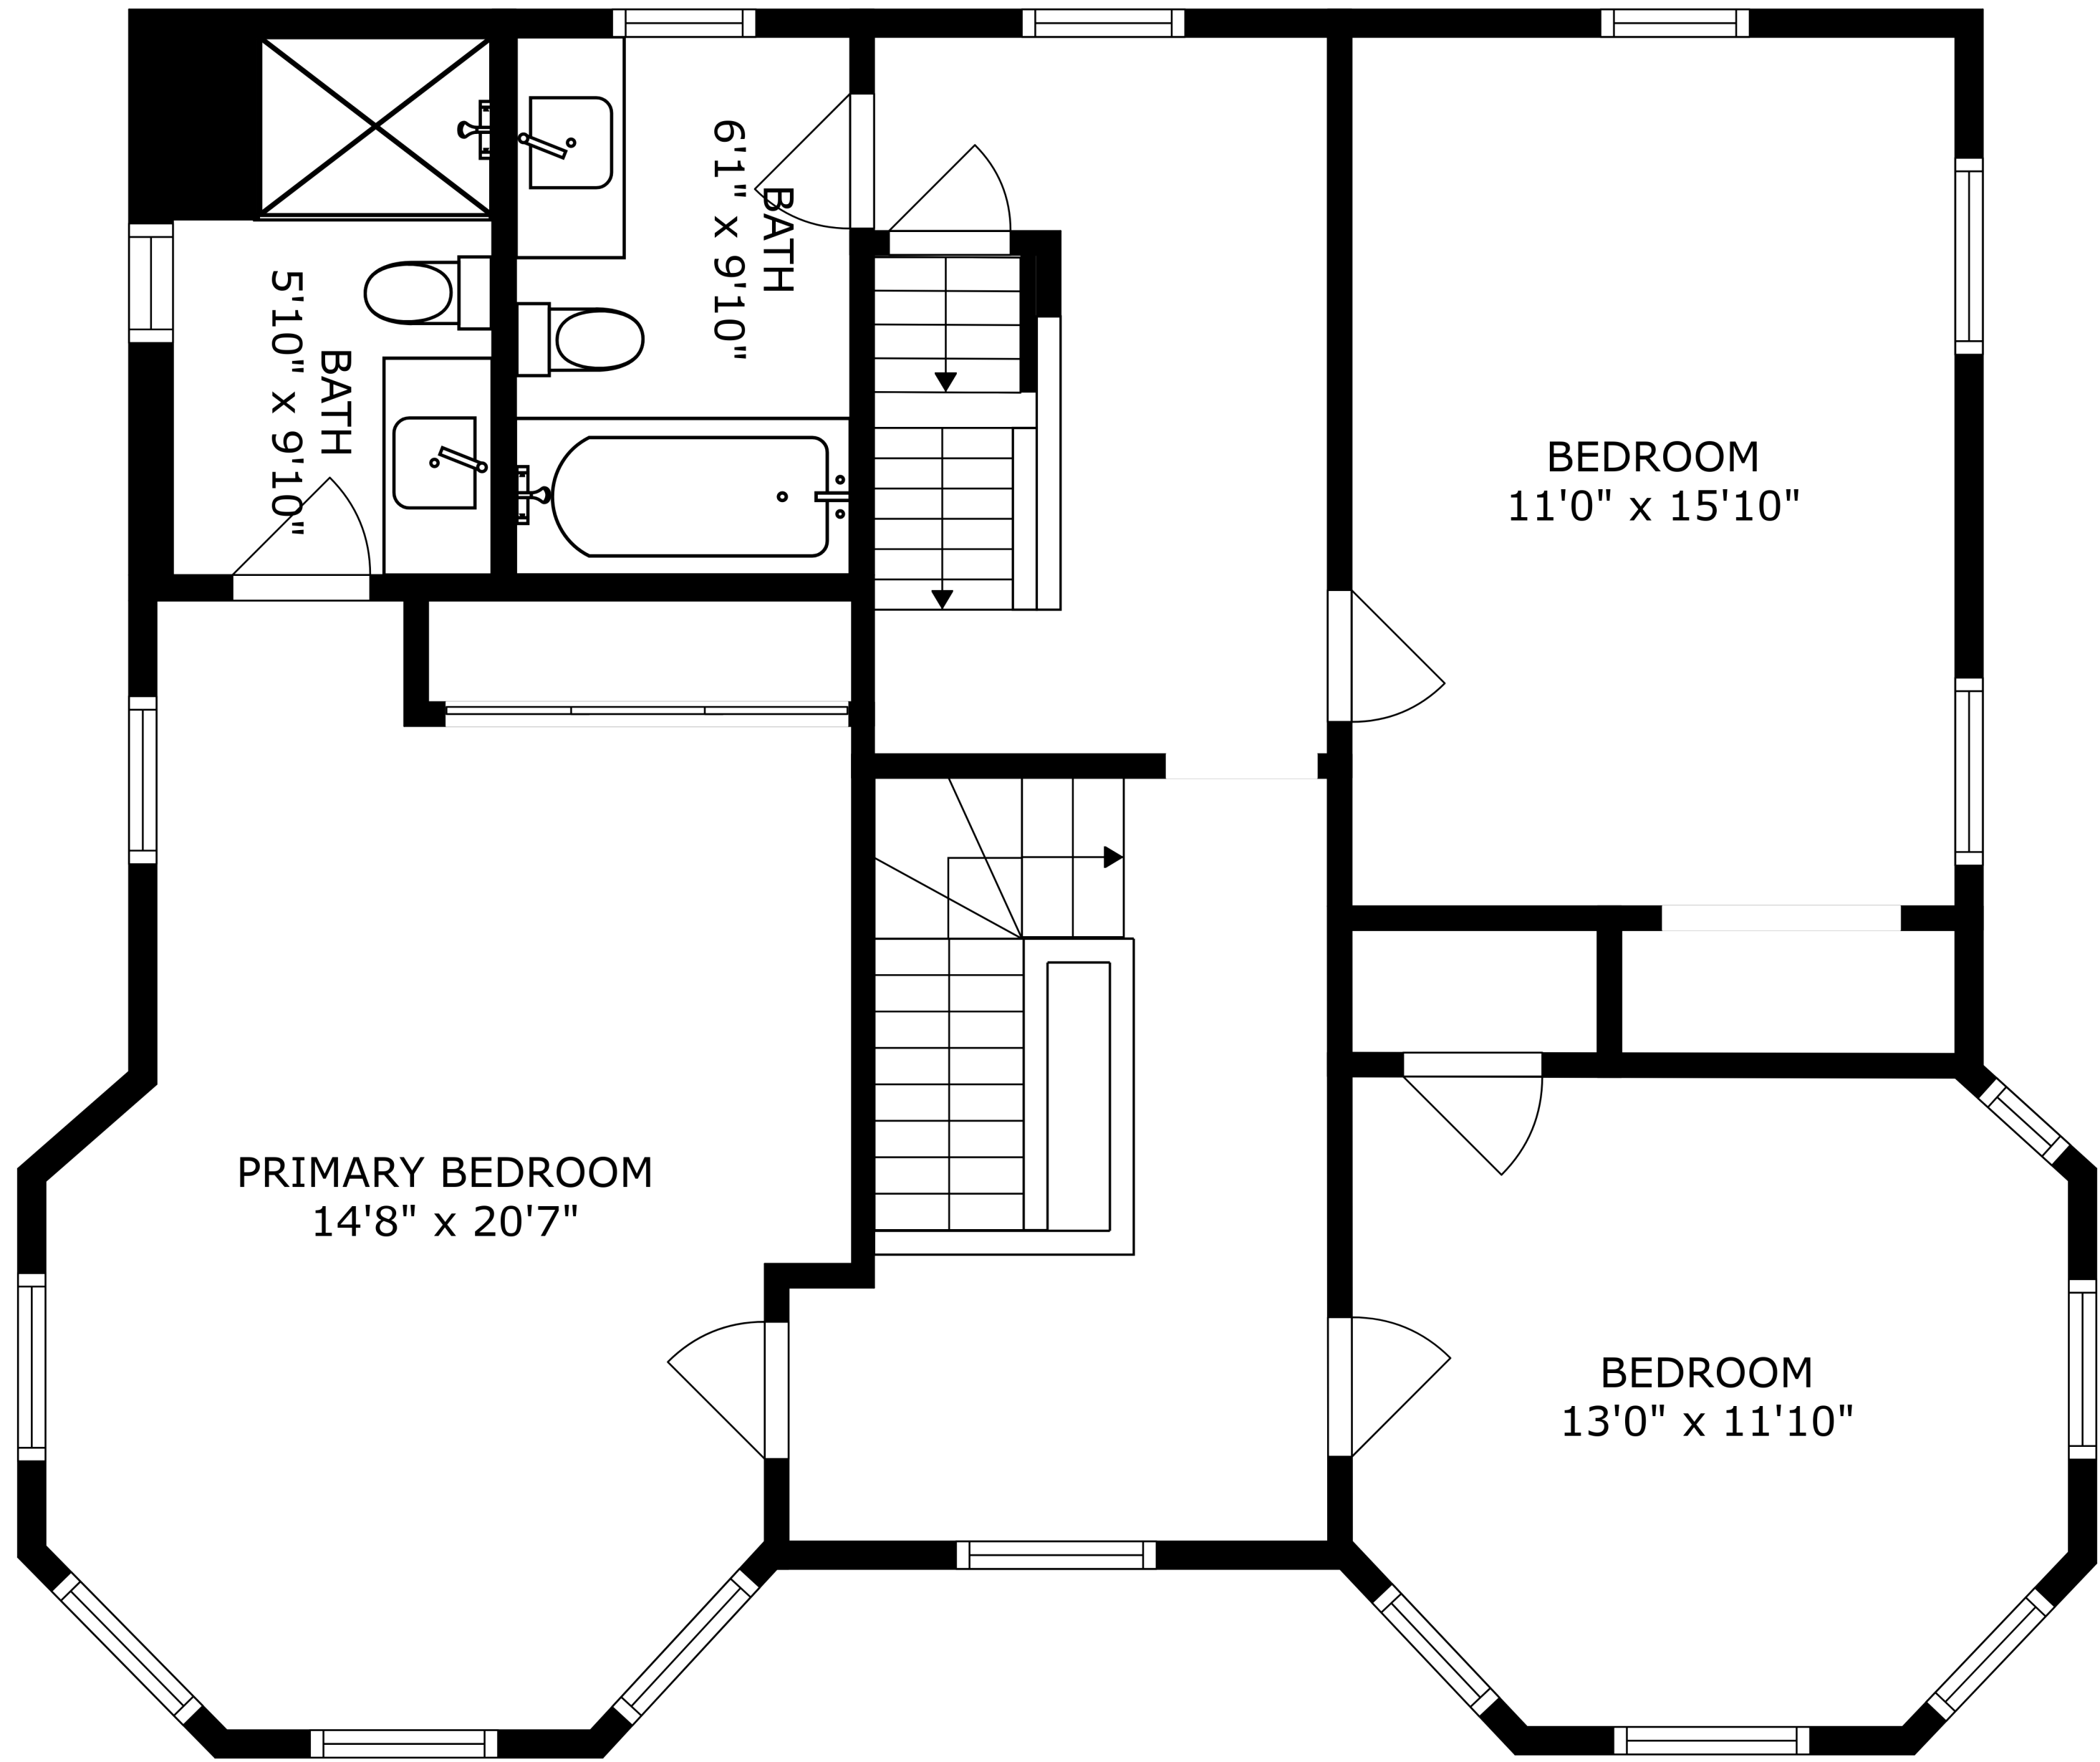 BATH
6'1" x 9'10"
BATH
5'10" x 9'10"
BEDROOM
11'0" x 15'10"
PRIMARY BEDROOM
14'8" x 20'7"
BEDROOM
13'0" x 11'10"